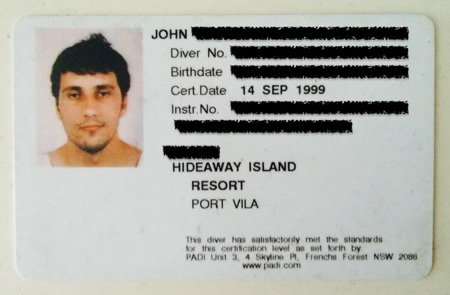 JOHN
Diver No.
Birthdate
Cert.Date 14 SEP 1999
Instr.No.
HIDEAWAY ISLAND
RESORT
PORT VILA
This diver has satisfactorily met the standards
for this certification level as set forth by
PADI Unit 3, 4 Skyline Pl, Frenchs Forest NSW 2086
www.padi.com